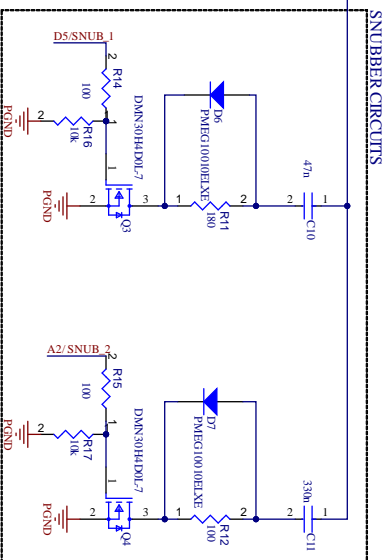 SNUBBER CIRCUITS
D5/SNUB_1
2
R14
100
1
PGND
2
R16
10k
DMN30H4D0L-7
1
PGND
2
3
Q3
D6
PMEG10010ELXE
1
2
R11
180
47n
2
1
C10
A2/SNUB_2
2
R15
100
1
PGND
2
R17
10k
DMN30H4D0L-7
1
PGND
2
3
Q4
D7
PMEG10010ELXE
1
2
R12
100
330n
2
1
C11